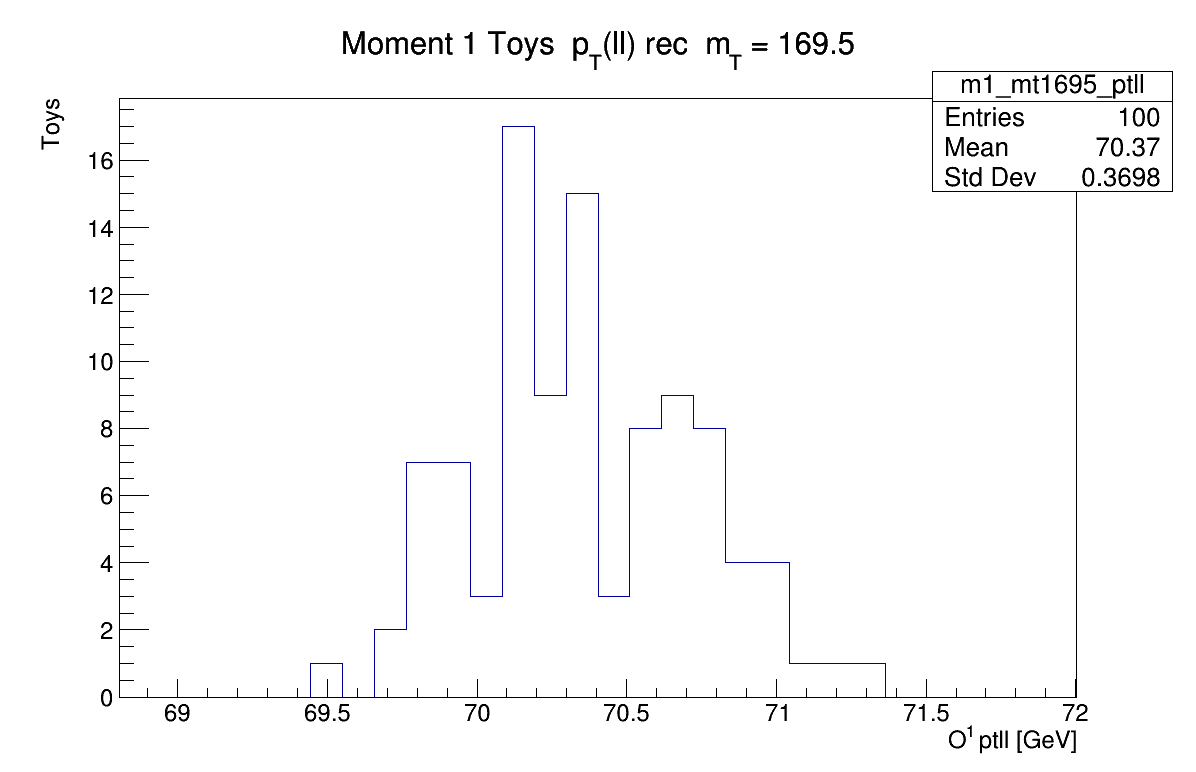 Moment 1 Toys p_T(ll) rec m_T = 169.5
m1_mt1695_ptll
Entries 100
Mean 70.37
Std Dev 0.3698
Toys
16
14
12
10
8
6
4
2
0
69 69.5 70 70.5 71 71.5 72
O^1 ptll [GeV]